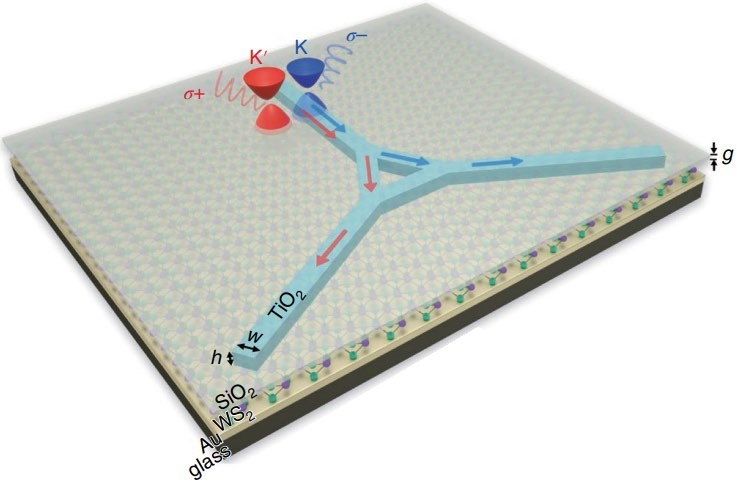 K′
K
σ−
σ+
g
TiO₂
w
h
SiO₂
WS₂
Au
glass